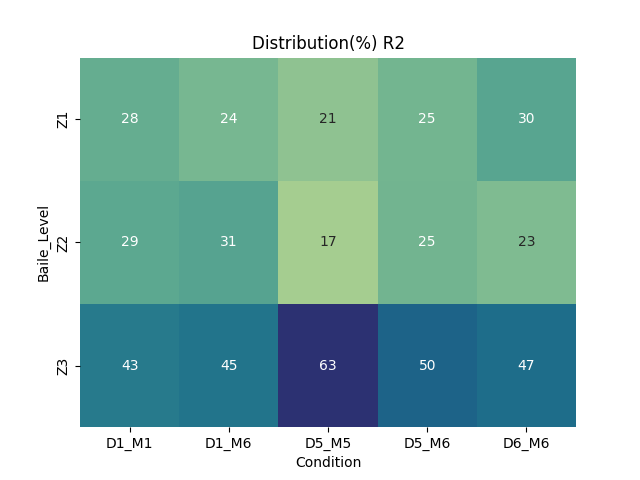 Distribution(%) R2
Baile_Level
Z1 28 24 21 25 30
Z2 29 31 17 25 23
Z3 43 45 63 50 47
D1_M1 D1_M6 D5_M5 D5_M6 D6_M6
Condition